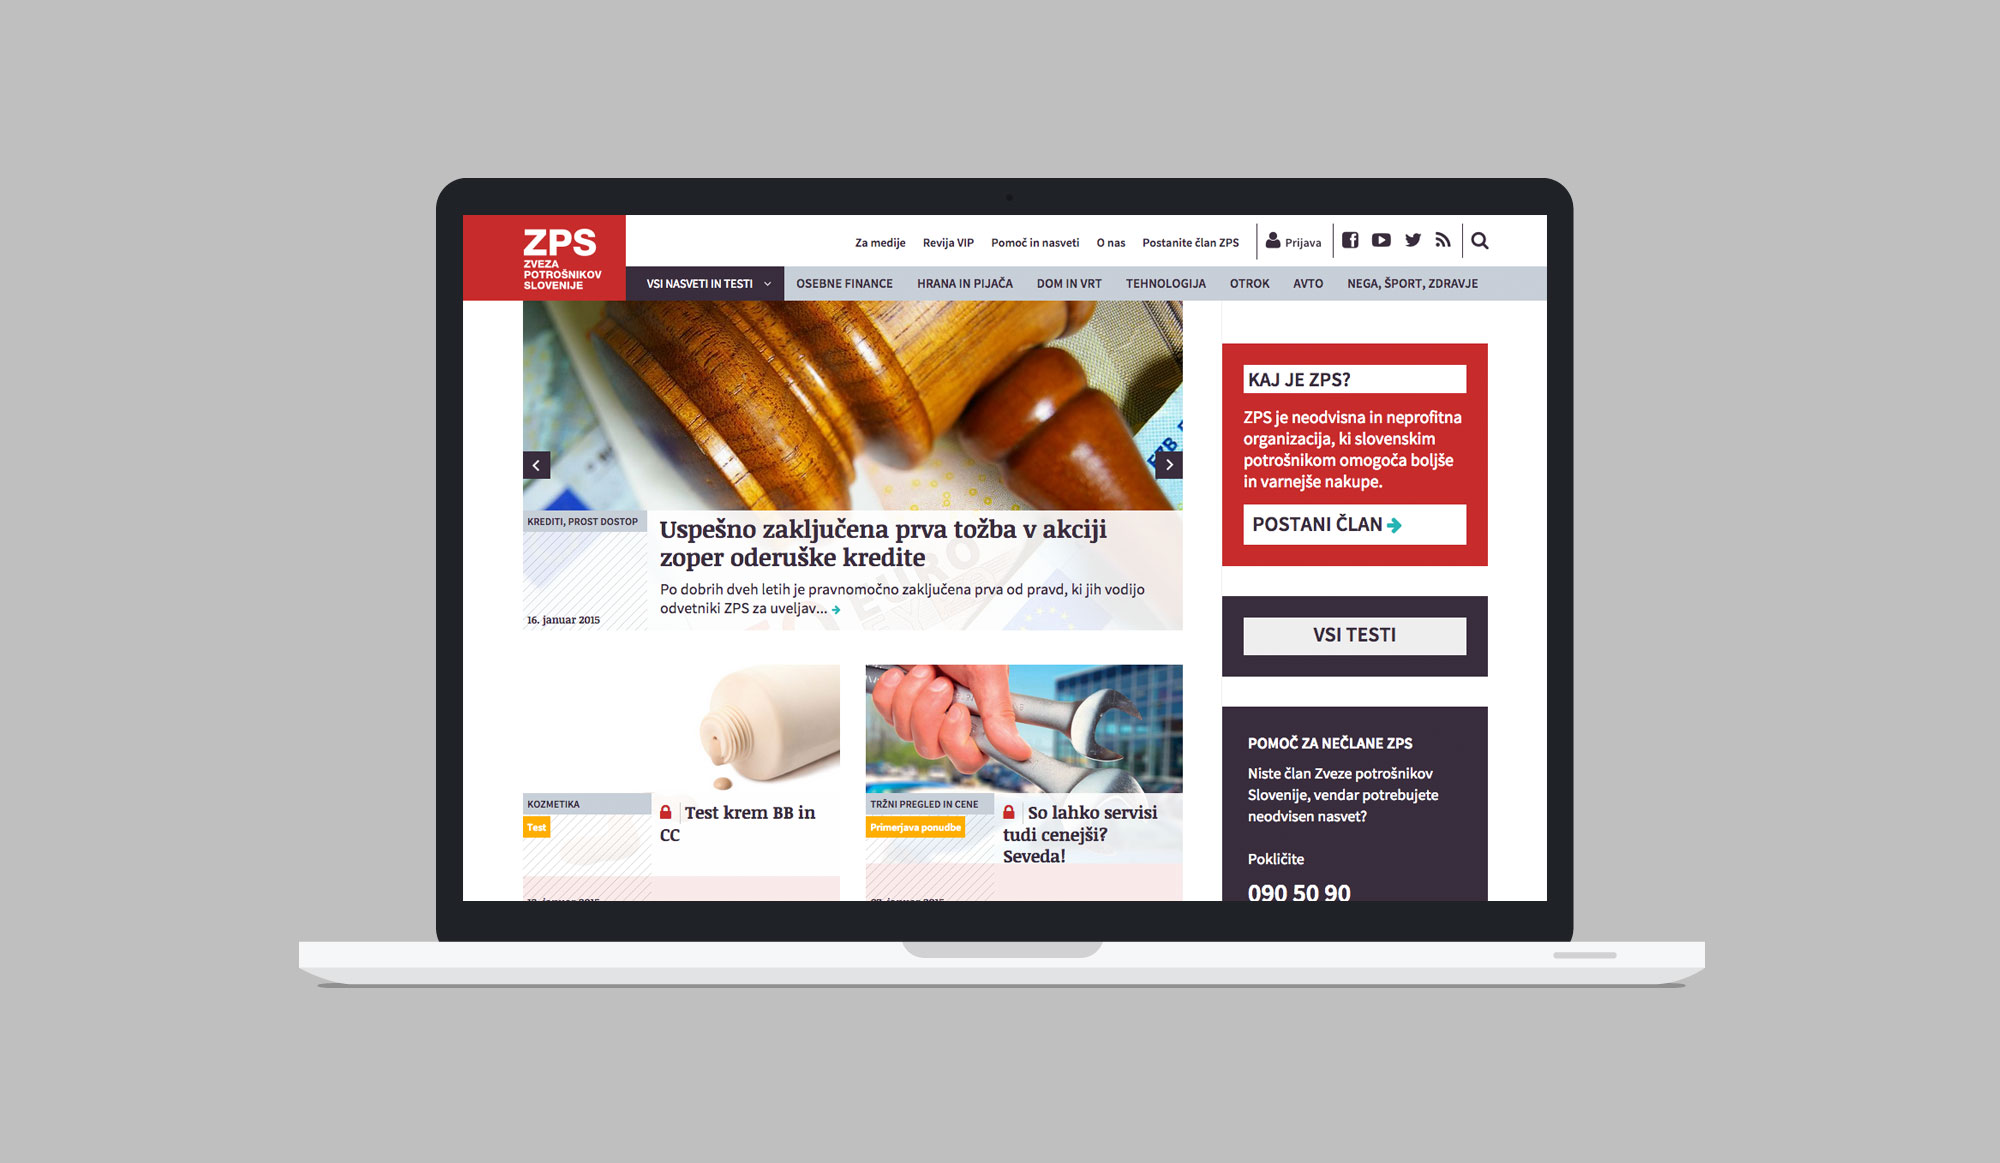 ZPS
ZVEZA
POTROŠNIKOV
SLOVENIJE
Za medije Revija VIP Pomoč in nasveti O nas Postanite član ZPS Prijava
VSI NASVETI IN TESTI OSEBNE FINANCE HRANA IN PIJAČA DOM IN VRT TEHNOLOGIJA OTROK AVTO NEGA, ŠPORT, ZDRAVJE
KREDITI, PROST DOSTOP
Uspešno zaključena prva tožba v akciji
zoper oderuške kredite
Po dobrih dveh letih je pravnomočno zaključena prva od pravd, ki jih vodijo
odvetniki ZPS za uveljav...
16. januar 2015
EURO
KOZMETIKA
Test
Test krem BB in
CC
TRŽNI PREGLED IN CENE
Primerjava ponudbe
So lahko servisi
tudi cenejši?
Seveda!
KAJ JE ZPS?
ZPS je neodvisna in neprofitna
organizacija, ki slovenskim
potrošnikom omogoča boljše
in varnejše nakupe.
POSTANI ČLAN
VSI TESTI
POMOČ ZA NEČLANE ZPS
Niste član Zveze potrošnikov
Slovenije, vendar potrebujete
neodvisen nasvet?
Pokličite
090 50 90